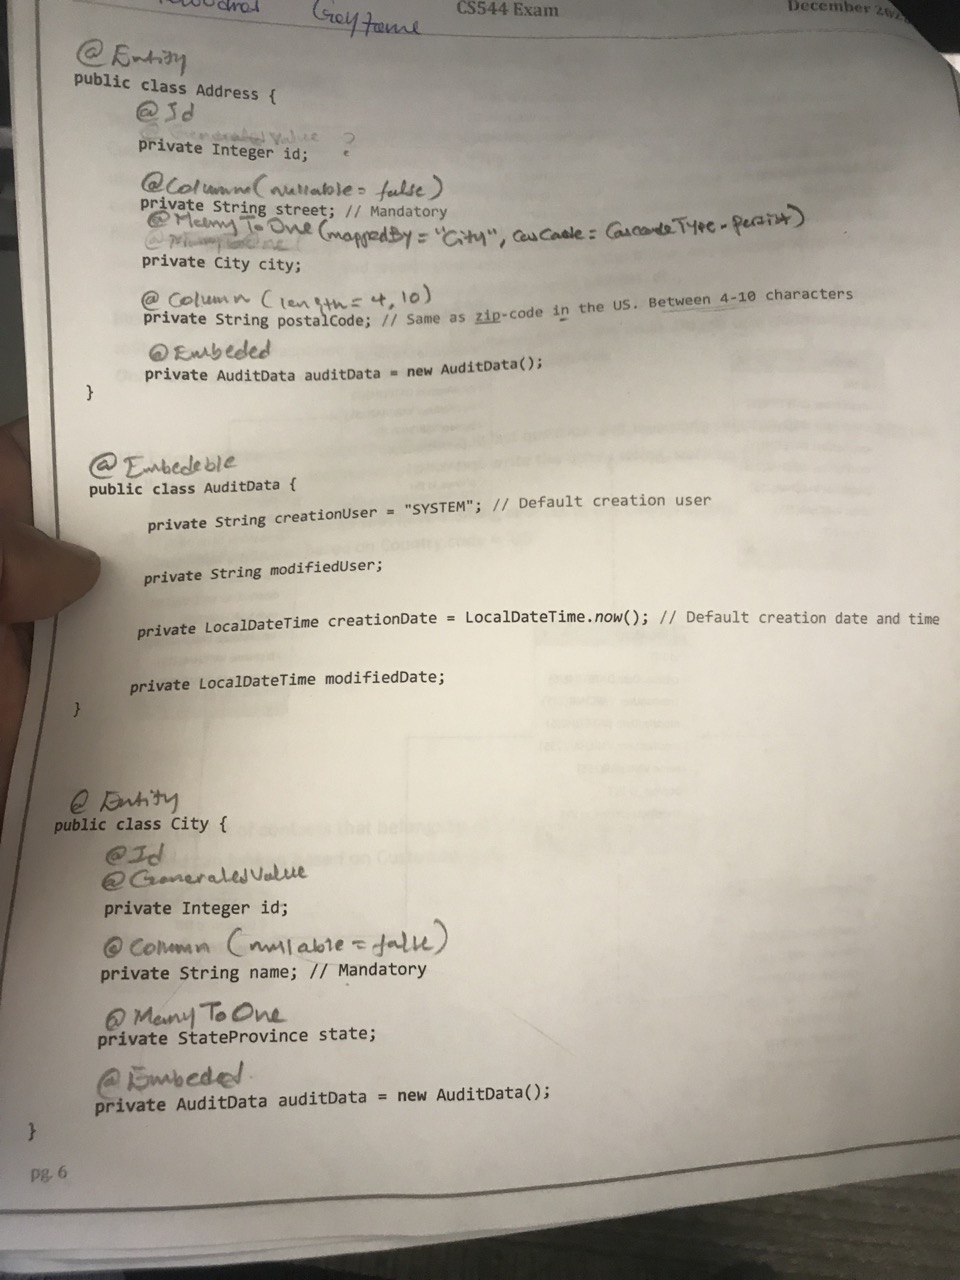 CS544 Exam
December
@Entity
public class Address {
@Id
@GeneratedValue ?
private Integer id;
@Column(nullable = false)
private String street; // Mandatory
@ManyToOne (mappedBy = "City", cascade = CascadeType.persist)
private City city;
@Column (length = 4,10)
private String postalCode; // Same as zip-code in the US. Between 4-10 characters
@Embeded
private AuditData auditData = new AuditData();
}
@Embedeble
public class AuditData {
private String creationUser = "SYSTEM"; // Default creation user
private String modifiedUser;
private LocalDateTime creationDate = LocalDateTime.now(); // Default creation date and time
private LocalDateTime modifiedDate;
}
@Entity
public class City {
@Id
@GeneratedValue
private Integer id;
@Column (nullable = false)
private String name; // Mandatory
@ManyToOne
private StateProvince state;
@Embeded
private AuditData auditData = new AuditData();
}
pg. 6